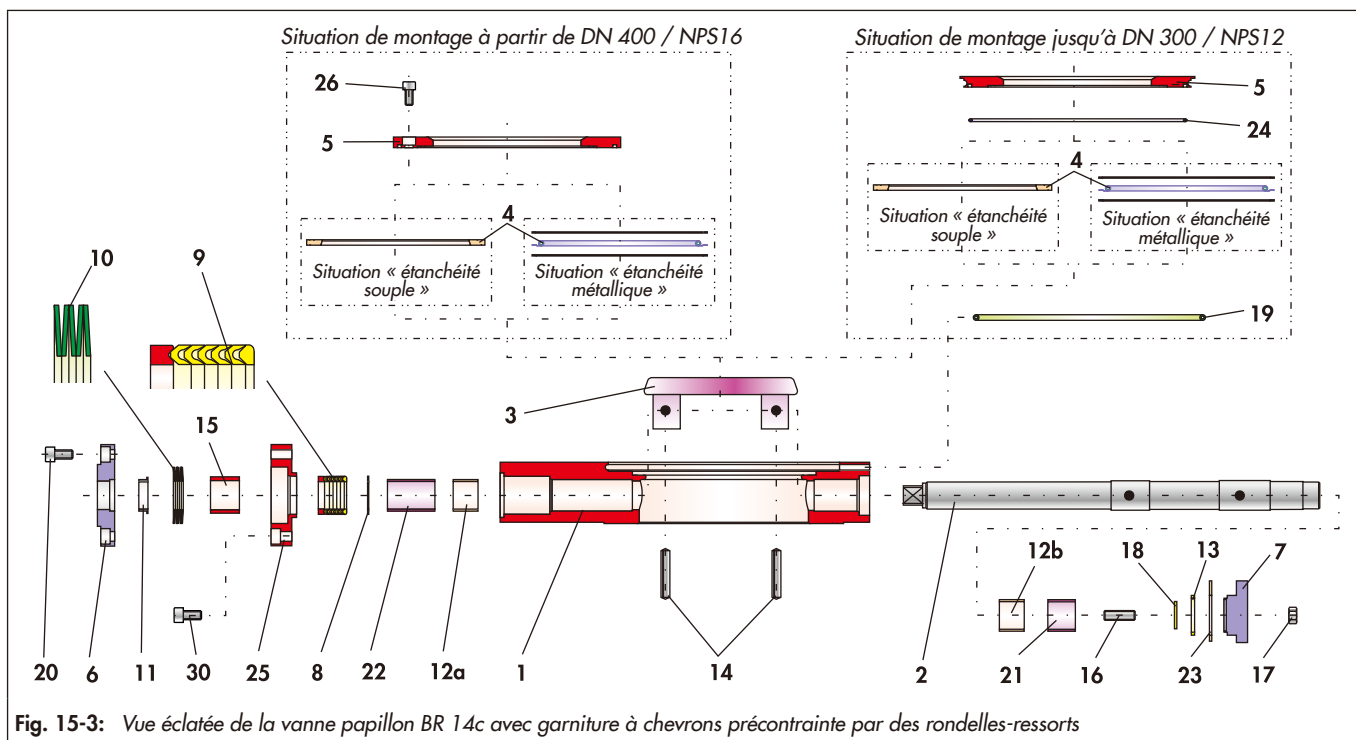 Situation de montage à partir de DN 400 / NPS16
Situation de montage jusqu'à DN 300 / NPS12
26
5
5
24
4
4
Situation « étanchéité
souple »
Situation « étanchéité
métallique »
Situation « étanchéité
souple »
Situation « étanchéité
métallique »
10
9
19
3
15
12b
18
13
7
20
6
11
30
25
8
22
12a
1
14
2
21
16
23
17
Fig. 15-3: Vue éclatée de la vanne papillon BR 14c avec garniture à chevrons précontrainte par des rondelles-ressorts